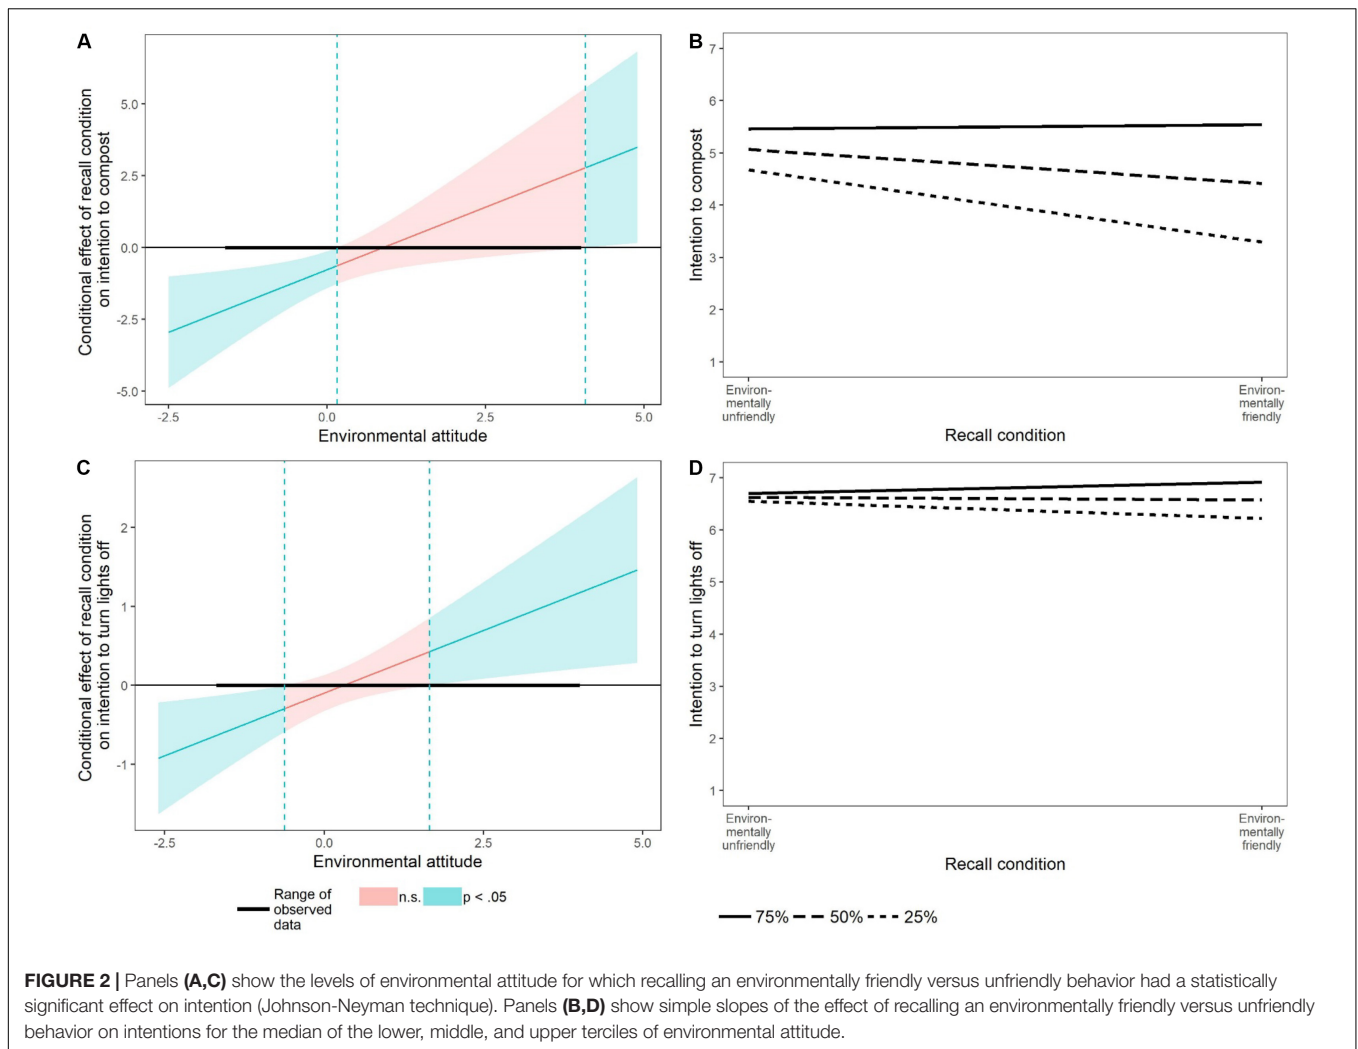 A
Conditional effect of recall condition
on intention to compost
5.0
2.5
0.0
-2.5
-5.0
-2.5
0.0
2.5
5.0
Environmental attitude
B
Intention to compost
7
6
5
4
3
2
1
Environ-
mentally
unfriendly
Environ-
mentally
friendly
Recall condition
C
Conditional effect of recall condition
on intention to turn lights off
2
1
0
-1
-2.5
0.0
2.5
5.0
Environmental attitude
Range of
observed
data
n.s.
p < .05
D
Intention to turn lights off
7
6
5
4
3
2
1
Environ-
mentally
unfriendly
Environ-
mentally
friendly
Recall condition
75%
50%
25%
FIGURE 2 | Panels (A,C) show the levels of environmental attitude for which recalling an environmentally friendly versus unfriendly behavior had a statistically
significant effect on intention (Johnson-Neyman technique). Panels (B,D) show simple slopes of the effect of recalling an environmentally friendly versus unfriendly
behavior on intentions for the median of the lower, middle, and upper terciles of environmental attitude.